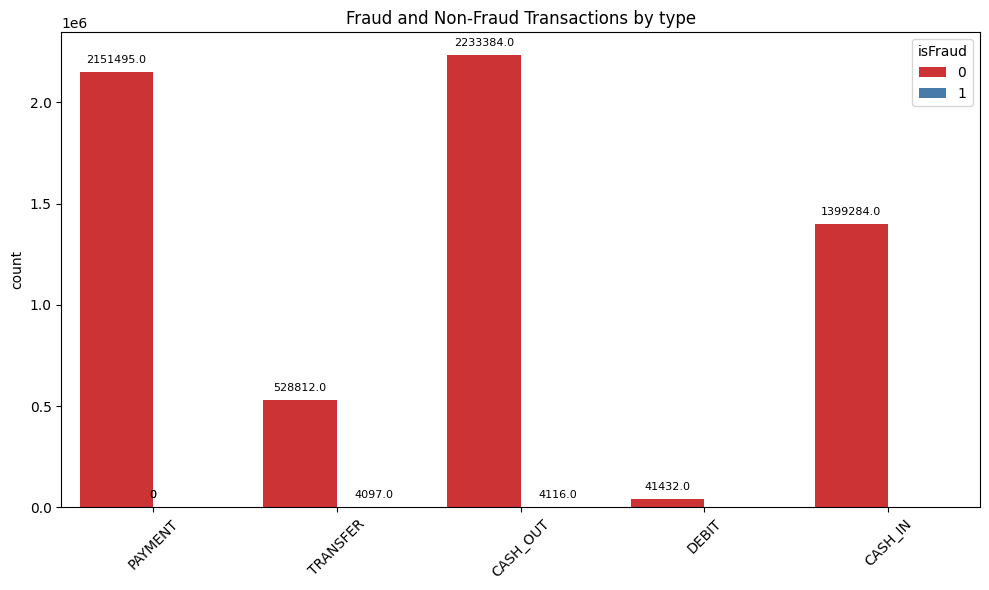 Fraud and Non-Fraud Transactions by type
1e6
isFraud
0
1
count
2.0
1.5
1.0
0.5
0.0
2151495.0
0
528812.0
4097.0
2233384.0
4116.0
41432.0
1399284.0
PAYMENT
TRANSFER
CASH_OUT
DEBIT
CASH_IN